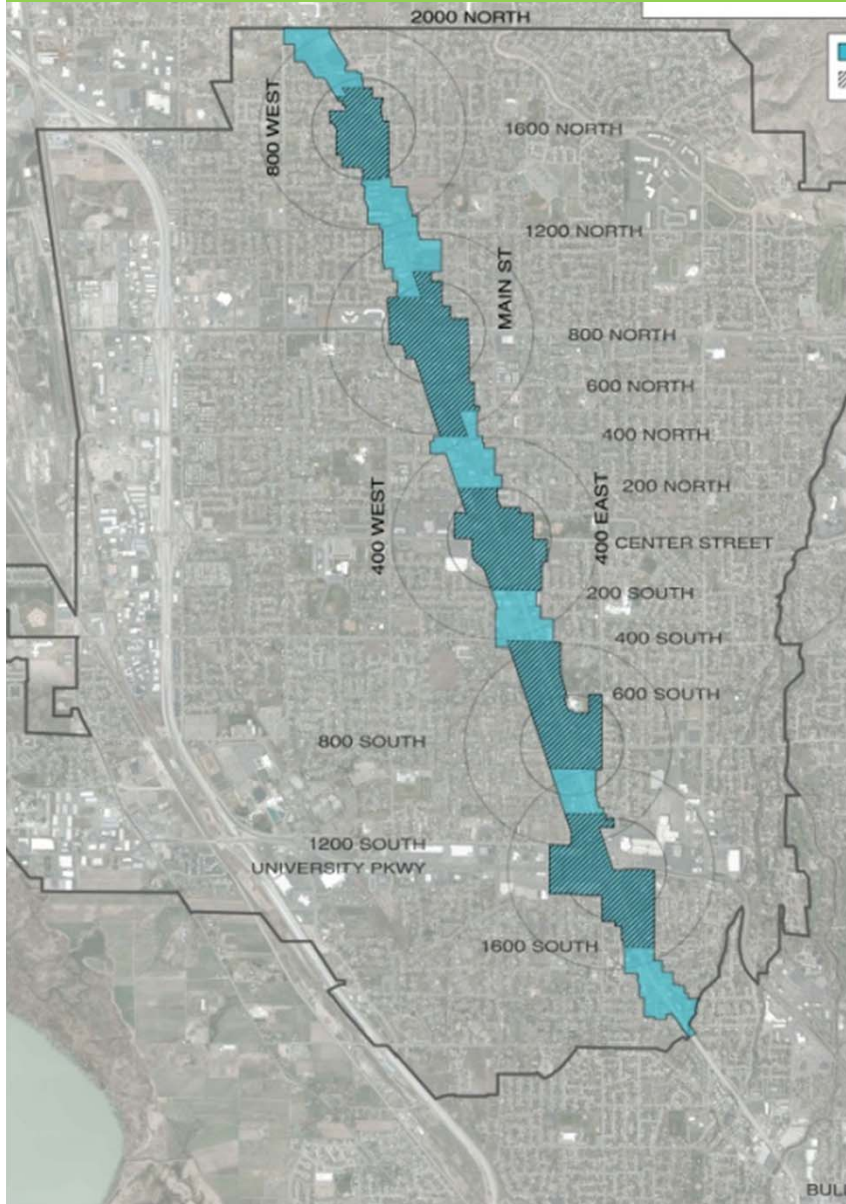 2000 NORTH
800 WEST
1600 NORTH
1200 NORTH
MAIN ST
800 NORTH
600 NORTH
400 NORTH
400 WEST
200 NORTH
400 EAST
CENTER STREET
200 SOUTH
400 SOUTH
600 SOUTH
800 SOUTH
1200 SOUTH
UNIVERSITY PKWY
1600 SOUTH